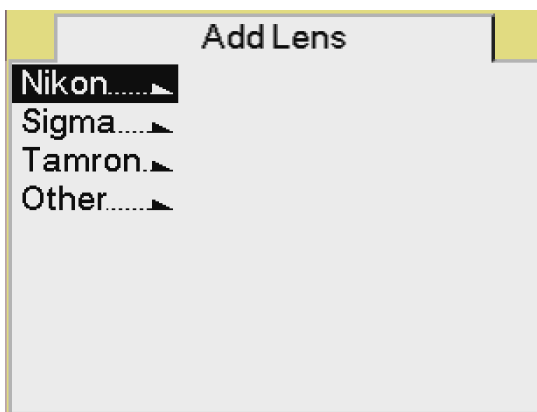 Add Lens
Nikon......
Sigma.....
Tamron.
Other.......